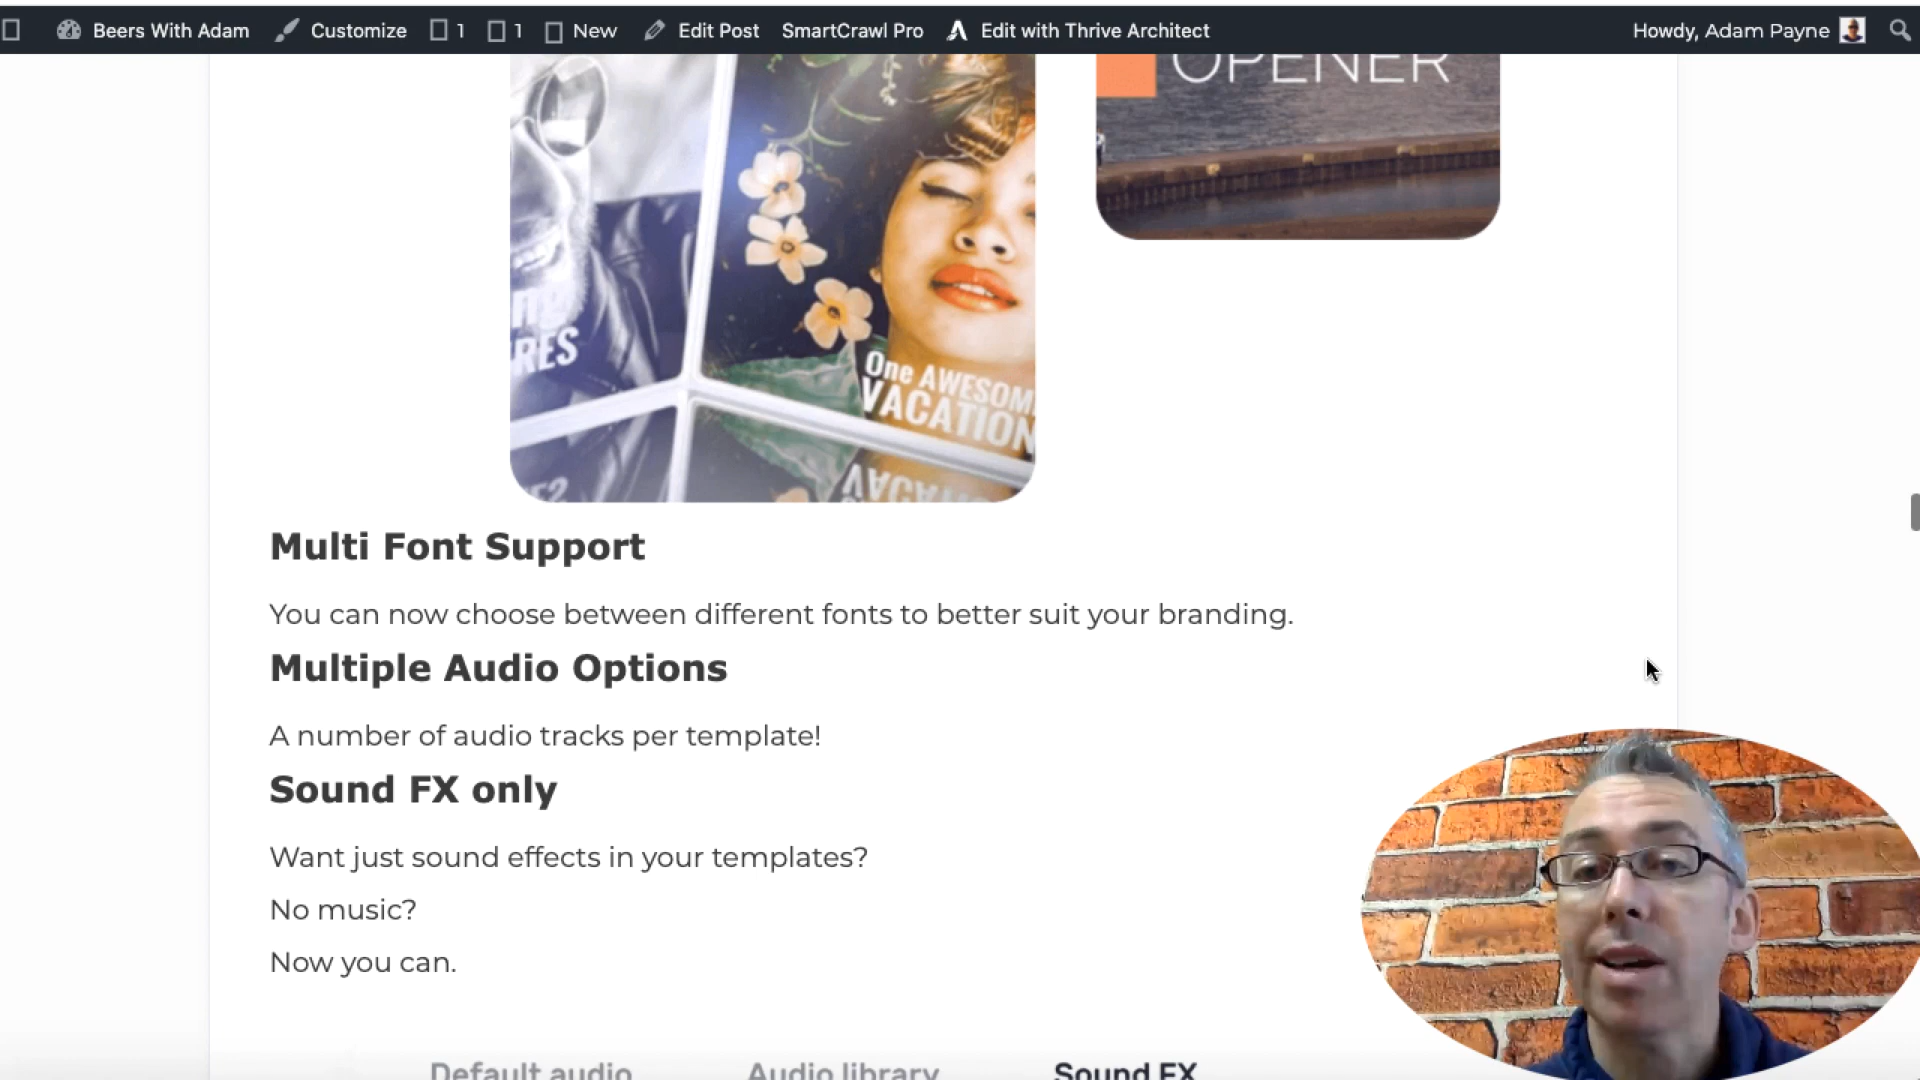 Beers With Adam Customize 1 1 New Edit Post SmartCrawl Pro Edit with Thrive Architect Howdy, Adam Payne
OPENER
RES
One AWESOM
VACATION
Multi Font Support
You can now choose between different fonts to better suit your branding.
Multiple Audio Options
A number of audio tracks per template!
Sound FX only
Want just sound effects in your templates?
No music?
Now you can.
Default audio Audio library Sound FX